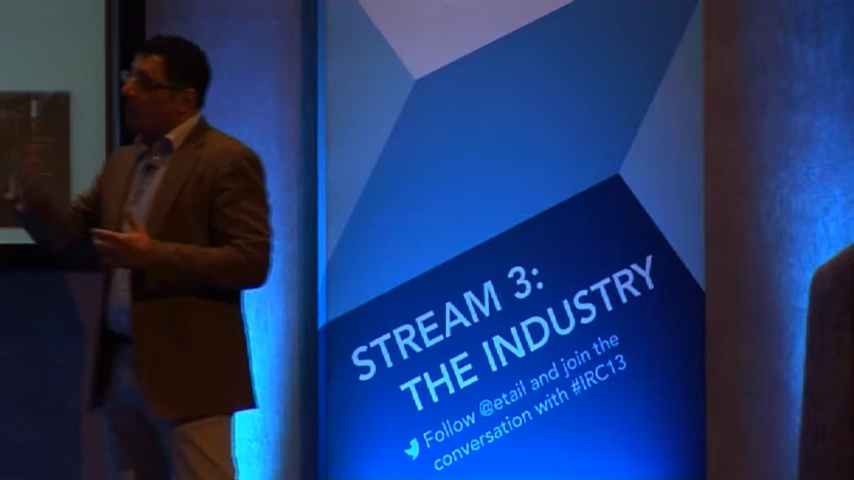 STREAM 3:
THE INDUSTRY
Follow @etail and join the
conversation with #IRC13